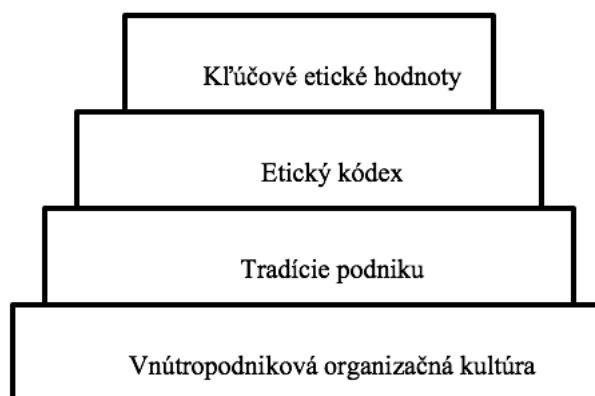 Kľúčové etické hodnoty
Etický kódex
Tradície podniku
Vnútropodniková organizačná kultúra